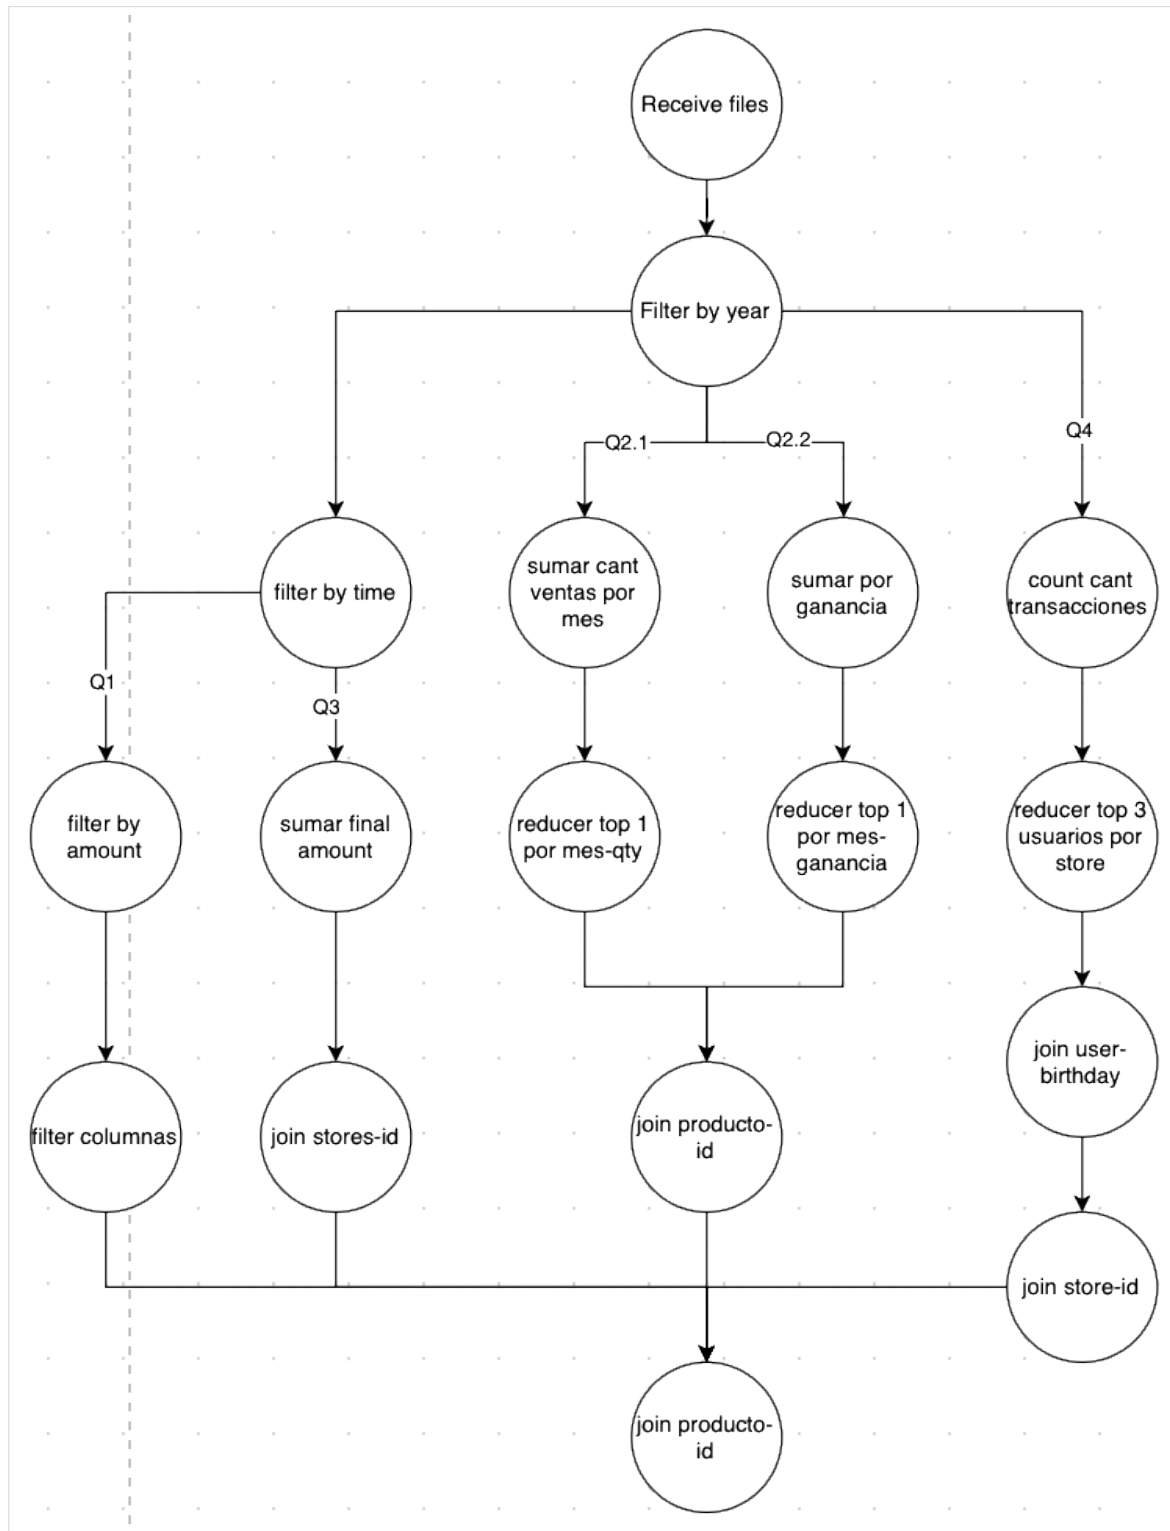 Receive files
Filter by year
Q2.1
Q2.2
Q4
filter by time
sumar cant
ventas por
mes
sumar por
ganancia
count cant
transacciones
Q1
Q3
filter by
amount
sumar final
amount
reducer top 1
por mes-qty
reducer top 1
por mes-
ganancia
reducer top 3
usuarios por
store
join user-
birthday
filter columnas
join stores-id
join producto-
id
join store-id
join producto-
id